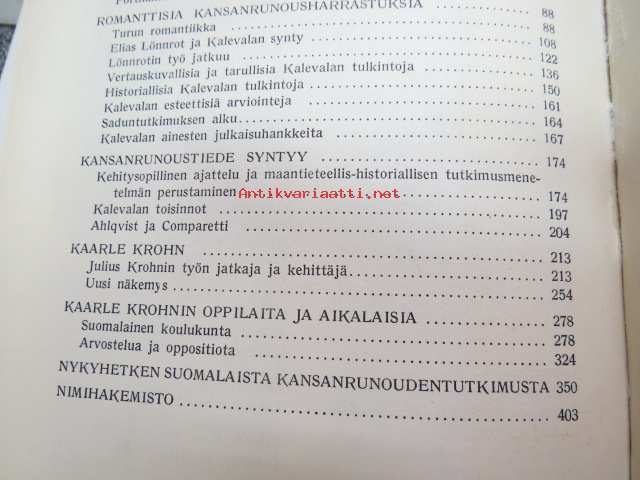 ROMANTTISIA KANSANRUNOUSHARRASTUKSIA 88
Turun romantiikka 88
Elias Lönnrot ja Kalevalan synty 108
Lönnrotin työ jatkuu 122
Vertauskuvallisia ja tarullisia Kalevalan tulkintoja 136
Historiallisia Kalevalan tulkintoja 150
Kalevalan esteettisiä arviointeja 161
Saduntutkimuksen alku 164
Kalevalan ainesten julkaisuhankkeita 167
KANSANRUNOUSTIEDE SYNTYY 174
Kehitysopillinen ajattelu ja maantieteellis-historiallisen tutkimusmene-
telmän perustaminen 174
Antikvariaatti.net
Kalevalan toisinnot 197
Ahlqvist ja Comparetti 204
KAARLE KROHN 213
Julius Krohnin työn jatkaja ja kehittäjä 213
Uusi näkemys 254
KAARLE KROHNIN OPPILAITA JA AIKALAISIA 278
Suomalainen koulukunta 278
Arvostelua ja oppositiota 324
NYKYHETKEN SUOMALAISTA KANSANRUNOUDENTUTKIMUSTA 350
NIMIHAKEMISTO 403